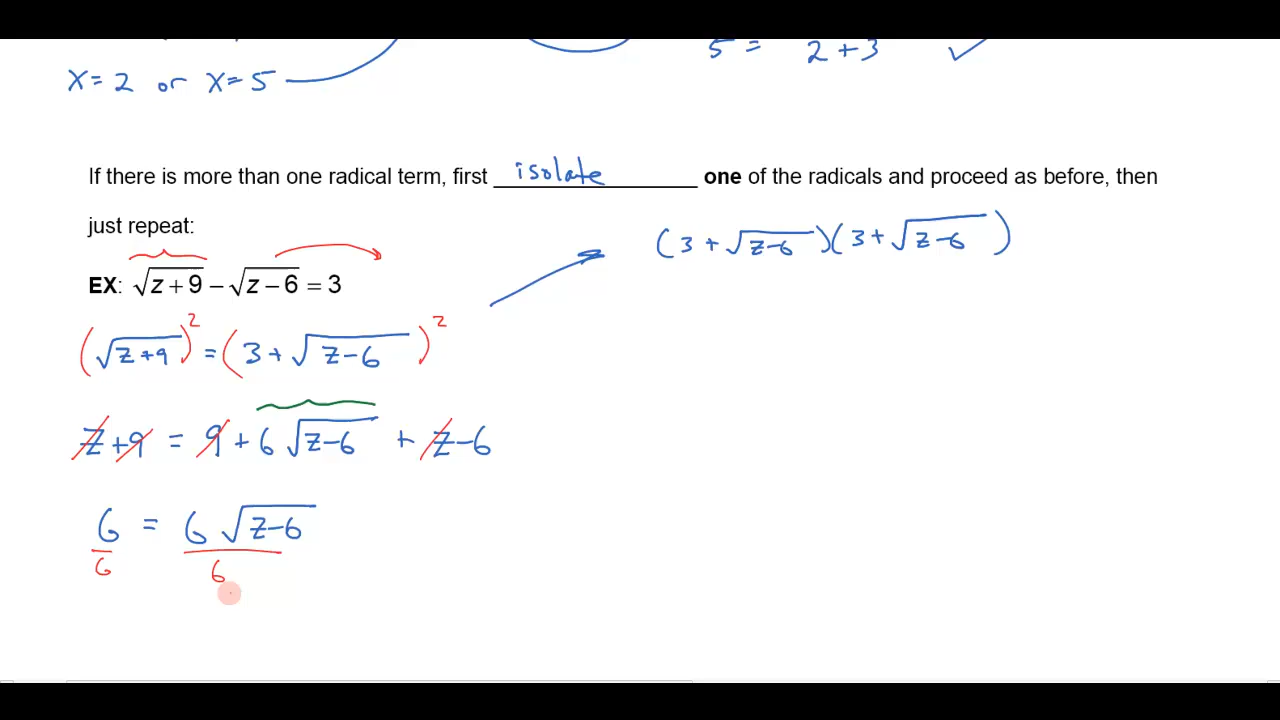 5 = 2 + 3 ✓
x = 2 or x = 5
If there is more than one radical term, first isolate one of the radicals and proceed as before, then
just repeat:
(3 + √z-6)(3 + √z-6)
EX: √z + 9 − √z − 6 = 3
(√z+9)² = (3 + √z-6)²
z + 9 = 9 + 6 √z-6 + z - 6
6 = 6 √z-6
6 6